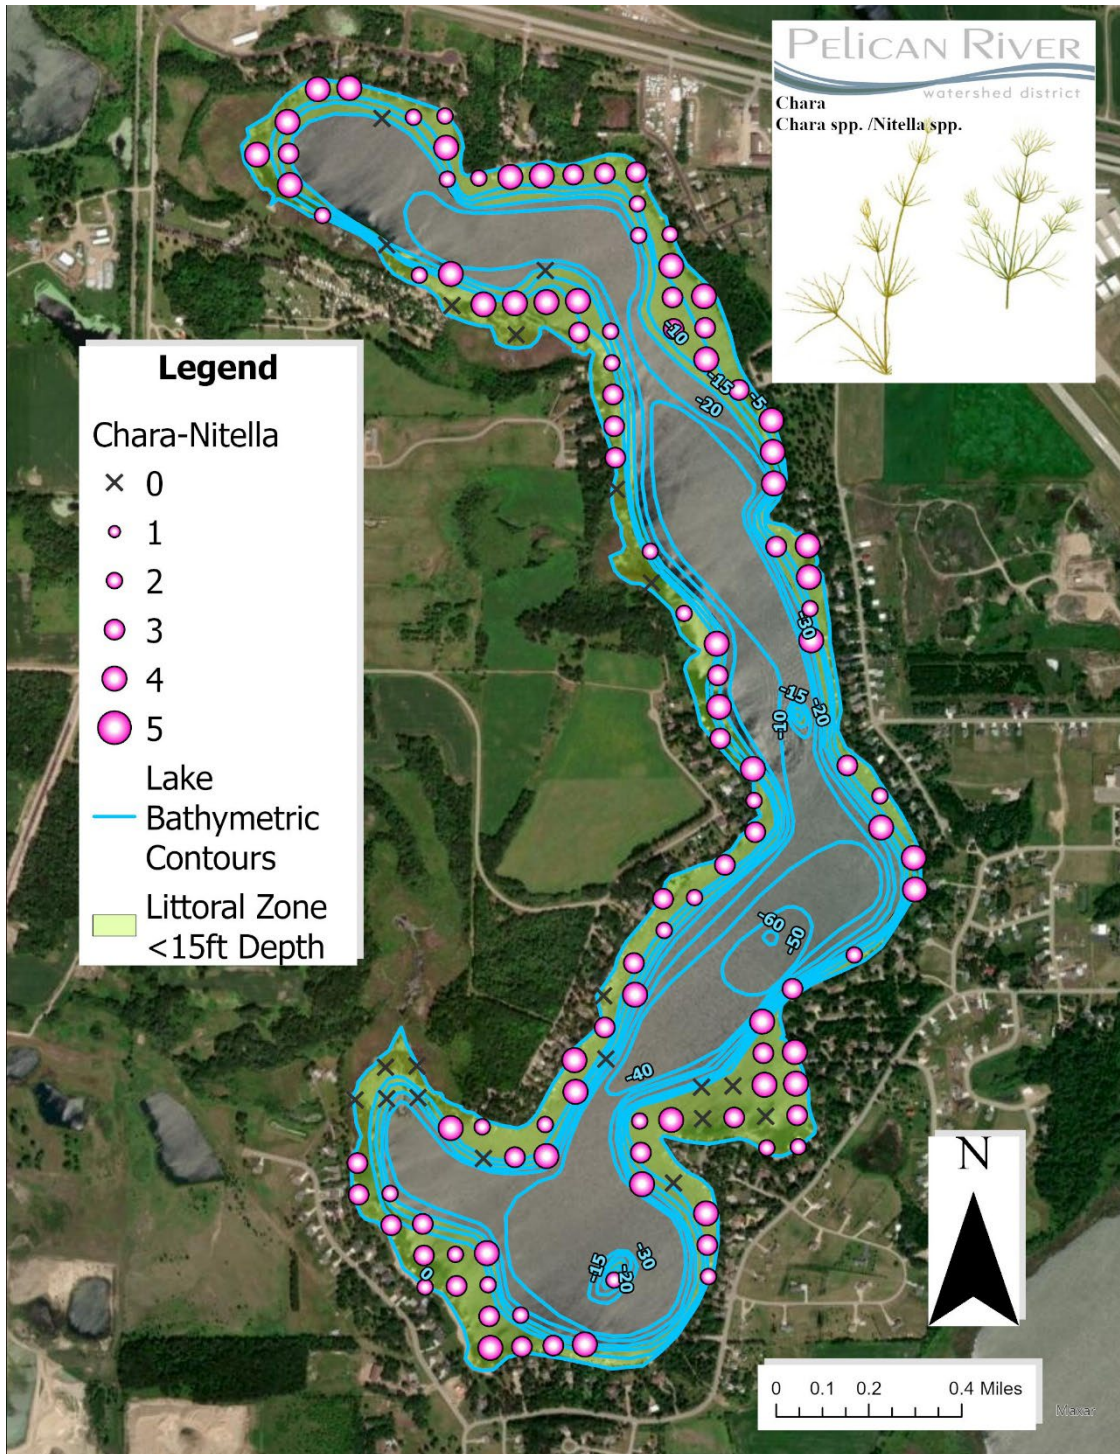 PELICAN RIVER
watershed district
Chara
Chara spp. /Nitella spp.
Legend
Chara-Nitella
0
1
2
3
4
5
Lake
Bathymetric
Contours
Littoral Zone
<15ft Depth
-10
-15
-5
-20
-30
-15
-20
-10
-60
-50
-40
-15
-20
-30
0
N
0 0.1 0.2 0.4 Miles
Maxar